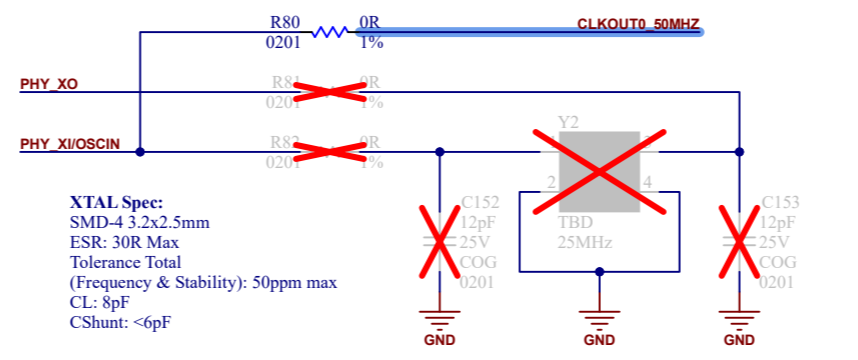 R80 0R
CLKOUT0_50MHZ
0201 1%
PHY_XO
R81 0R
0201 1%
PHY_XI/OSCIN
R82 0R
0201 1%
Y2
2 4
TBD
25MHz
C152
12pF
25V
COG
0201
C153
12pF
25V
COG
0201
XTAL Spec:
SMD-4 3.2x2.5mm
ESR: 30R Max
Tolerance Total
(Frequency & Stability): 50ppm max
CL: 8pF
CShunt: <6pF
GND
GND
GND